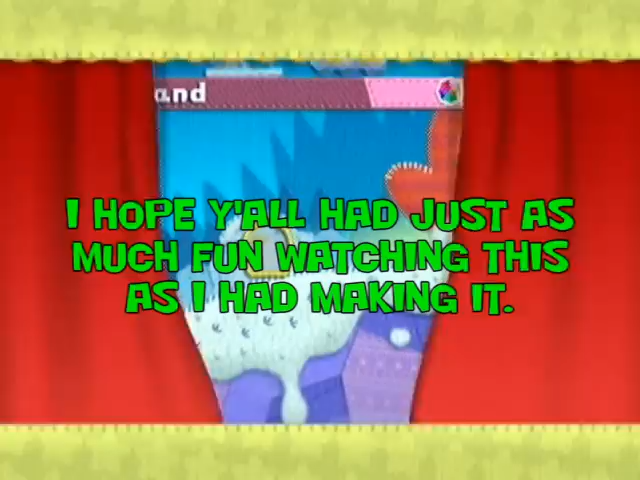 and
I HOPE Y'ALL HAD JUST AS
MUCH FUN WATCHING THIS
AS I HAD MAKING IT.